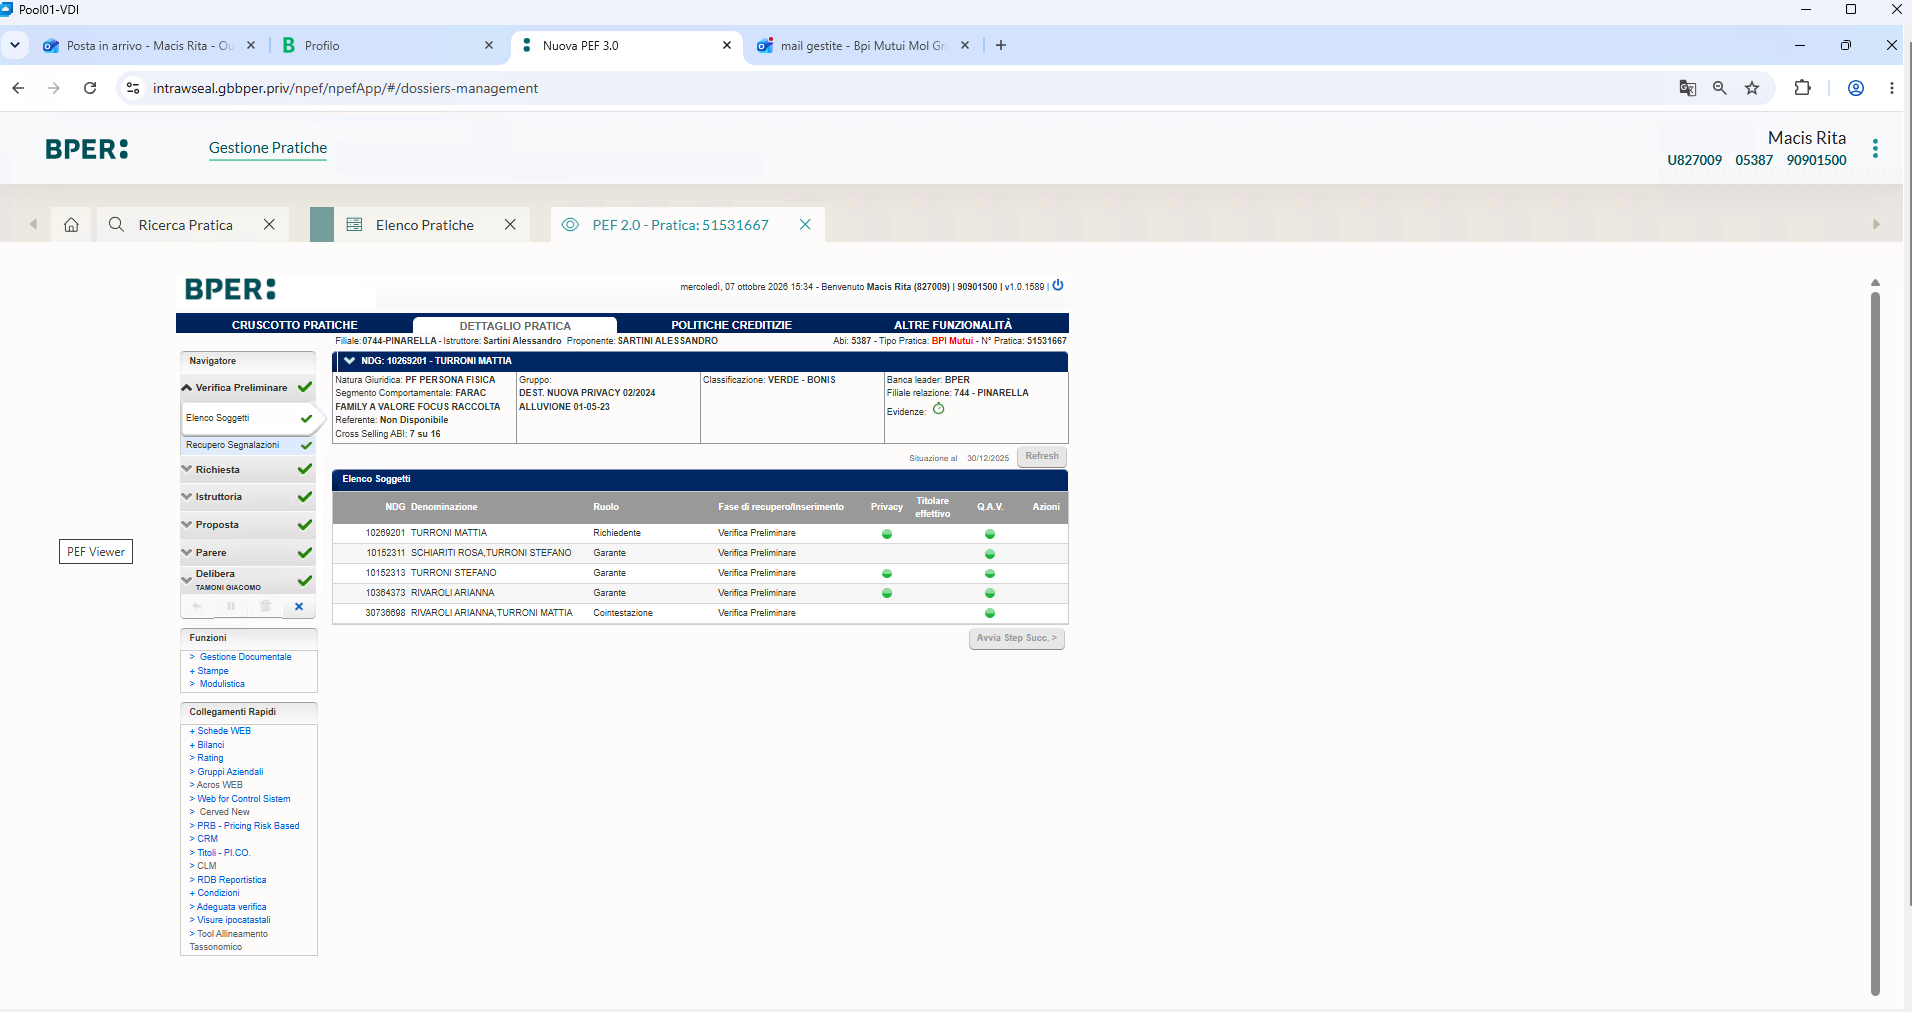 Pool01-VDI
Posta in arrivo - Macis Rita - Ou
Profilo
Nuova PEF 3.0
mail gestite - Bpi Mutui Mol Gr
intrawseal.gbbper.priv/npef/npefApp/#/dossiers-management
BPER:
Gestione Pratiche
Macis Rita
U827009 05387 90901500
Ricerca Pratica
Elenco Pratiche
PEF 2.0 - Pratica: 51531667
BPER:
mercoledì, 07 ottobre 2026 15:34 - Benvenuto Macis Rita (827009) | 90901500 | v1.0.1589 |
CRUSCOTTO PRATICHE
DETTAGLIO PRATICA
POLITICHE CREDITIZIE
ALTRE FUNZIONALITÀ
Filiale: 0744-PINARELLA - Istruttore: Sartini Alessandro Proponente: SARTINI ALESSANDRO
Abi: 5387 - Tipo Pratica: BPI Mutui - N° Pratica: 51531667
Navigatore
Verifica Preliminare
Elenco Soggetti
Recupero Segnalazioni
Richiesta
Istruttoria
Proposta
Parere
Delibera
TAMONI GIACOMO
PEF Viewer
NDG: 10269201 - TURRONI MATTIA
Natura Giuridica: PF PERSONA FISICA
Segmento Comportamentale: FARAC
FAMILY A VALORE FOCUS RACCOLTA
Referente: Non Disponibile
Cross Selling ABI: 7 su 16
Gruppo:
DEST. NUOVA PRIVACY 02/2024
ALLUVIONE 01-05-23
Classificazione: VERDE - BONIS
Banca leader: BPER
Filiale relazione: 744 - PINARELLA
Evidenze:
Situazione al 30/12/2025
Refresh
Elenco Soggetti
NDG Denominazione Ruolo Fase di recupero/Inserimento Privacy Titolare effettivo Q.A.V. Azioni
10269201 TURRONI MATTIA Richiedente Verifica Preliminare
10152311 SCHIARITI ROSA,TURRONI STEFANO Garante Verifica Preliminare
10152313 TURRONI STEFANO Garante Verifica Preliminare
10364373 RIVAROLI ARIANNA Garante Verifica Preliminare
30736698 RIVAROLI ARIANNA,TURRONI MATTIA Cointestazione Verifica Preliminare
Avvia Step Succ. >
Funzioni
> Gestione Documentale
+ Stampe
> Modulistica
Collegamenti Rapidi
+ Schede WEB
+ Bilanci
> Rating
> Gruppi Aziendali
> Acros WEB
> Web for Control Sistem
> Cerved New
> PRB - Pricing Risk Based
> CRM
> Titoli - PI.CO.
> CLM
> RDB Reportistica
+ Condizioni
> Adeguata verifica
> Visure ipocatastali
> Tool Allineamento
Tassonomico